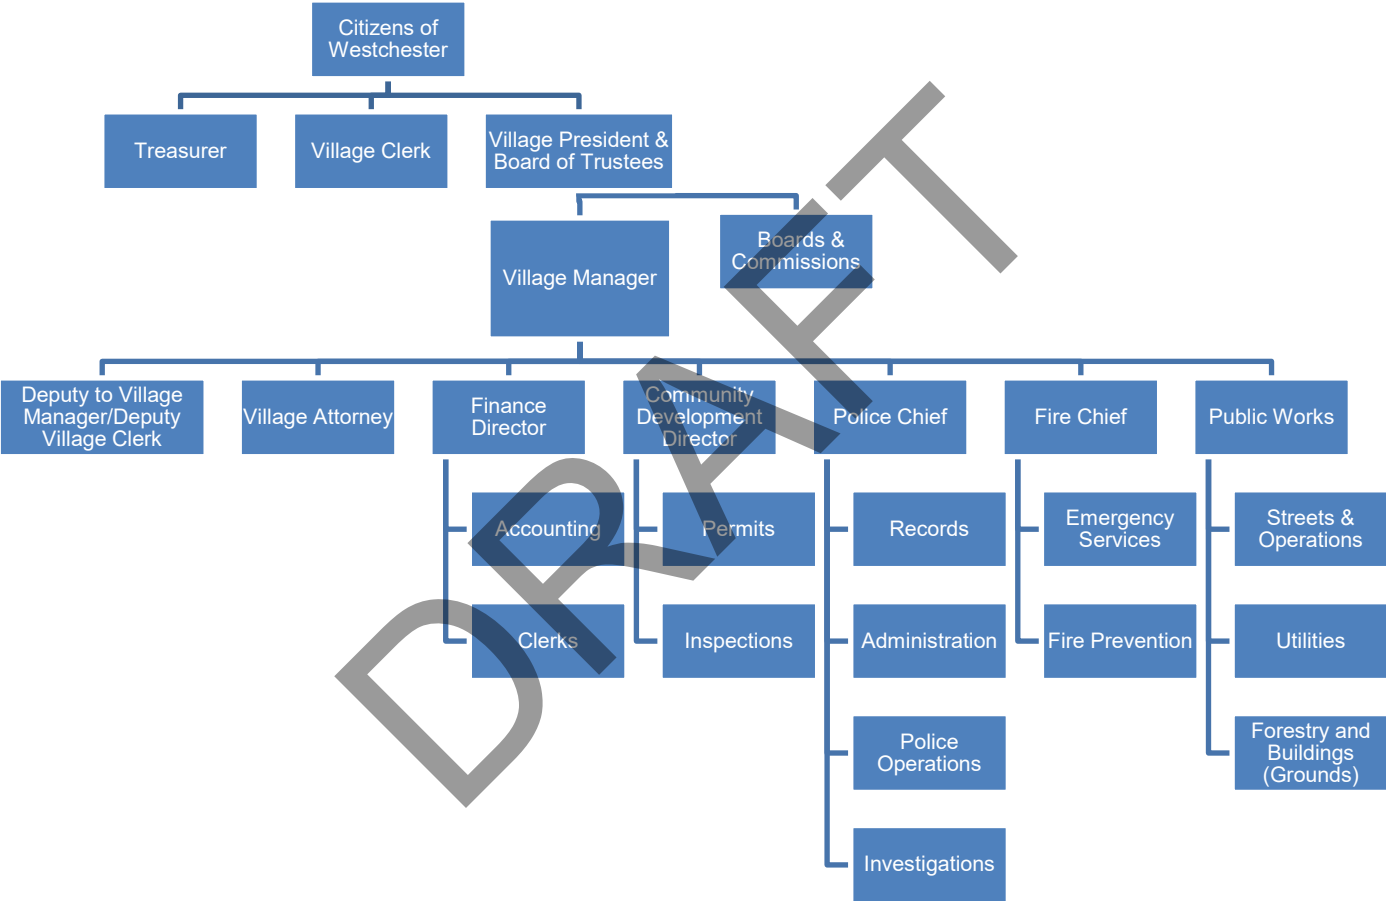 Citizens of
Westchester
Treasurer
Village Clerk
Village President &
Board of Trustees
Village Manager
Boards &
Commissions
Deputy to Village
Manager/Deputy
Village Clerk
Village Attorney
Finance
Director
Community
Development
Director
Police Chief
Fire Chief
Public Works
Accounting
Permits
Records
Emergency
Services
Streets &
Operations
Clerks
Inspections
Administration
Fire Prevention
Utilities
Police
Operations
Forestry and
Buildings
(Grounds)
Investigations
DRAFT